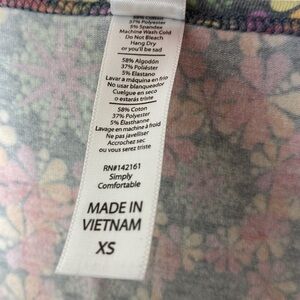 58% Cotton
37% Polyester
5% Spandex
Machine Wash Cold
Do Not Bleach
Hang Dry
or you'll be sad
58% Algodón
37% Poliéster
5% Elastano
Lavar a máquina en frío
No usar blanqueador
Cuelgue en seco
o estarás triste
58% Coton
37% Polyester
5% Élasthanne
Lavage en machine à froid
Ne pas javelliser
Accrochez sec
ou vous serez triste
RN#142161
Simply
Comfortable
MADE IN
VIETNAM
XS